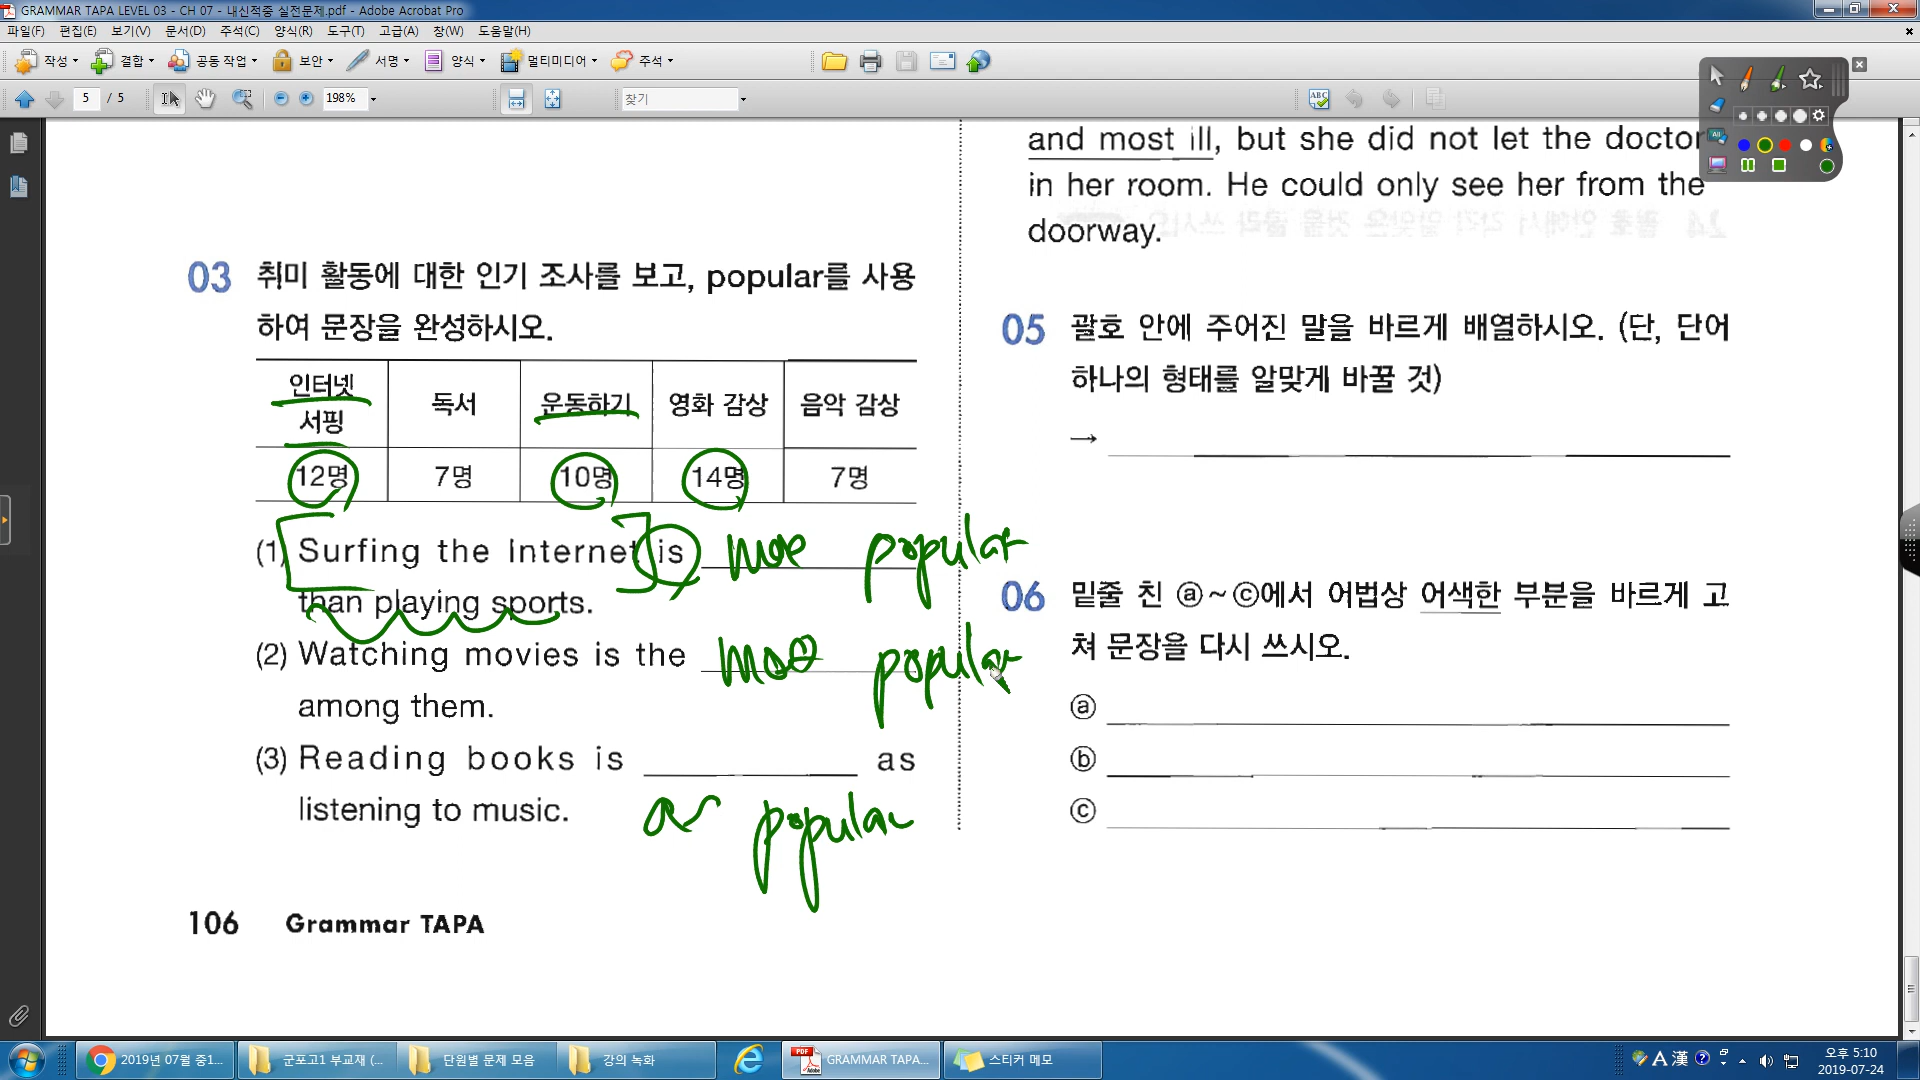 GRAMMAR TAPA LEVEL 03 - CH 07 - 내신적중 실전문제.pdf - Adobe Acrobat Pro
파일(F) 편집(E) 보기(V) 문서(D) 주석(C) 양식(R) 도구(T) 고급(A) 창(W) 도움말(H)
작성 결합 공동 작업 보안 서명 양식 멀티미디어 주석
5 / 5 198% 찾기
03 취미 활동에 대한 인기 조사를 보고, popular를 사용
하여 문장을 완성하시오.
인터넷 서핑 독서 운동하기 영화 감상 음악 감상
12명 7명 10명 14명 7명
(1) Surfing the Internet is popular
than playing sports.
(2) Watching movies is the popular
among them.
(3) Reading books is as
listening to music.
popular
106 Grammar TAPA
and most ill, but she did not let the doctor
in her room. He could only see her from the
doorway.
05 괄호 안에 주어진 말을 바르게 배열하시오. (단, 단어
하나의 형태를 알맞게 바꿀 것)
→
06 밑줄 친 ⓐ~ⓒ에서 어법상 어색한 부분을 바르게 고
쳐 문장을 다시 쓰시오.
ⓐ
ⓑ
ⓒ
2019년 07월 중1... 군포고1 부교재 (... 단원별 문제 모음 강의 녹화 GRAMMAR TAPA... 스티커 메모
A 漢
오후 5:10
2019-07-24